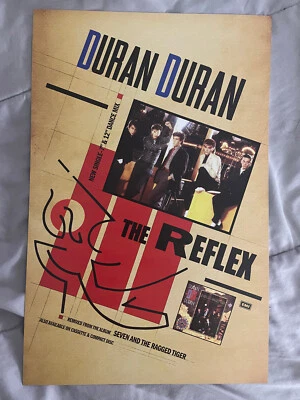 DURAN DURAN
NEW SINGLE 7" & 12" DANCE MIX
THE REFLEX
EMI
REMIXED FROM THE ALBUM SEVEN AND THE RAGGED TIGER
ALSO AVAILABLE ON CASSETTE & COMPACT DISC